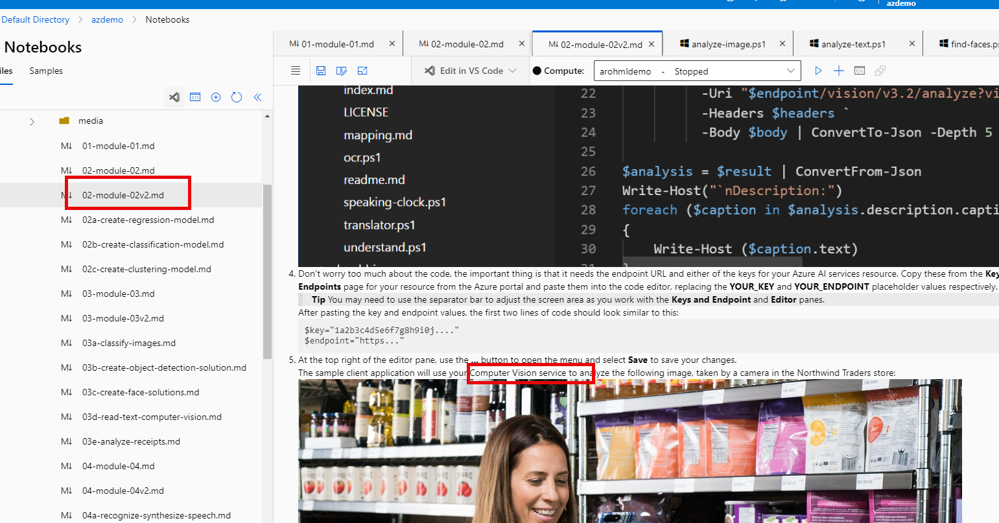 azdemo
Default Directory > azdemo > Notebooks
Notebooks
iles Samples
media
M↓ 01-module-01.md
M↓ 02-module-02.md
M↓ 02-module-02v2.md
M↓ 02a-create-regression-model.md
M↓ 02b-create-classification-model.md
M↓ 02c-create-clustering-model.md
M↓ 03-module-03.md
M↓ 03-module-03v2.md
M↓ 03a-classify-images.md
M↓ 03b-create-object-detection-solution.md
M↓ 03c-create-face-solutions.md
M↓ 03d-read-text-computer-vision.md
M↓ 03e-analyze-receipts.md
M↓ 04-module-04.md
M↓ 04-module-04v2.md
M↓ 04a-recognize-synthesize-speech.md
M↓ 01-module-01.md × M↓ 02-module-02.md × M↓ 02-module-02v2.md × analyze-image.ps1 × analyze-text.ps1 × find-faces.ps
Edit in VS Code Compute: arohmldemo - Stopped
index.md
LICENSE
mapping.md
ocr.ps1
readme.md
speaking-clock.ps1
translator.ps1
understand.ps1
22 -Uri "$endpoint/vision/v3.2/analyze?vi
23 -Headers $headers `
24 -Body $body | ConvertTo-Json -Depth 5
25
26 $analysis = $result | ConvertFrom-Json
27 Write-Host("`nDescription:")
28 foreach ($caption in $analysis.description.capti
29 {
30 Write-Host ($caption.text)
4. Don't worry too much about the code, the important thing is that it needs the endpoint URL and either of the keys for your Azure AI services resource. Copy these from the Key
Endpoints page for your resource from the Azure portal and paste them into the code editor, replacing the YOUR_KEY and YOUR_ENDPOINT placeholder values respectively.
Tip You may need to use the separator bar to adjust the screen area as you work with the Keys and Endpoint and Editor panes.
After pasting the key and endpoint values, the first two lines of code should look similar to this:
$key="1a2b3c4d5e6f7g8h9i0j...."
$endpoint="https..."
5. At the top right of the editor pane, use the ... button to open the menu and select Save to save your changes.
The sample client application will use your Computer Vision service to analyze the following image, taken by a camera in the Northwind Traders store: